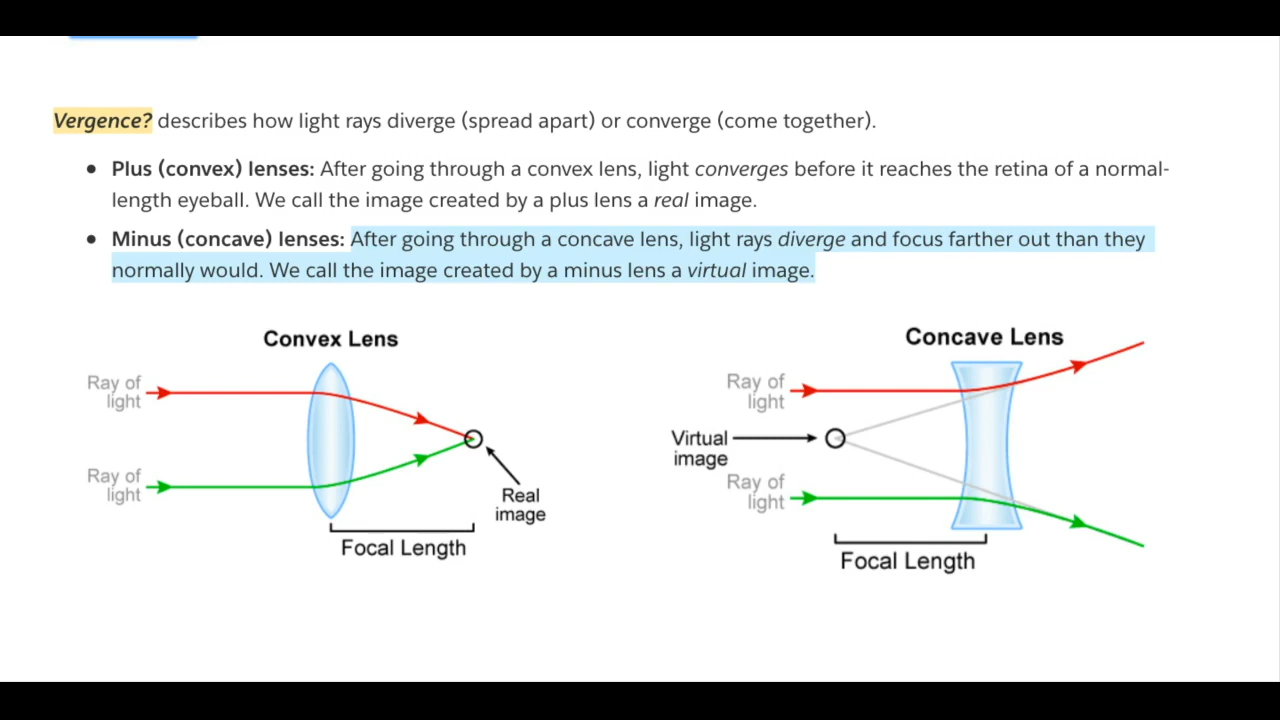 Vergence? describes how light rays diverge (spread apart) or converge (come together).
• Plus (convex) lenses: After going through a convex lens, light converges before it reaches the retina of a normal-
length eyeball. We call the image created by a plus lens a real image.
• Minus (concave) lenses: After going through a concave lens, light rays diverge and focus farther out than they
normally would. We call the image created by a minus lens a virtual image.
Convex Lens
Ray of
light
Ray of
light
Real
image
Focal Length
Concave Lens
Ray of
light
Virtual
image
Ray of
light
Focal Length